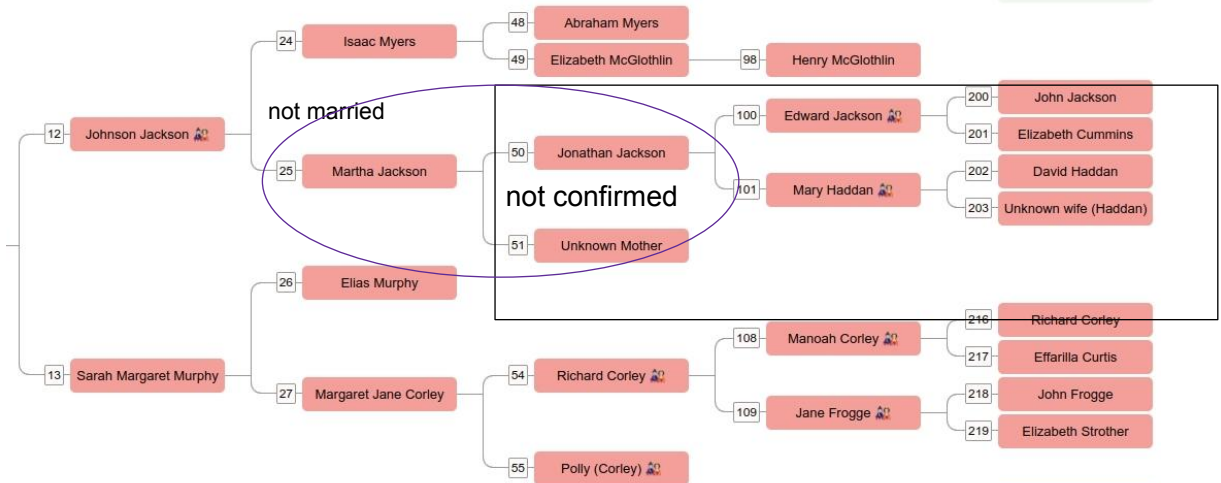 48 Abraham Myers
24 Isaac Myers
49 Elizabeth McGlothlin 98 Henry McGlothlin
200 John Jackson
not married
100 Edward Jackson
12 Johnson Jackson
201 Elizabeth Cummins
50 Jonathan Jackson
25 Martha Jackson
202 David Haddan
101 Mary Haddan
not confirmed
203 Unknown wife (Haddan)
51 Unknown Mother
26 Elias Murphy
216 Richard Corley
108 Manoah Corley
217 Effarilla Curtis
13 Sarah Margaret Murphy
54 Richard Corley
27 Margaret Jane Corley
218 John Frogge
109 Jane Frogge
219 Elizabeth Strother
55 Polly (Corley)